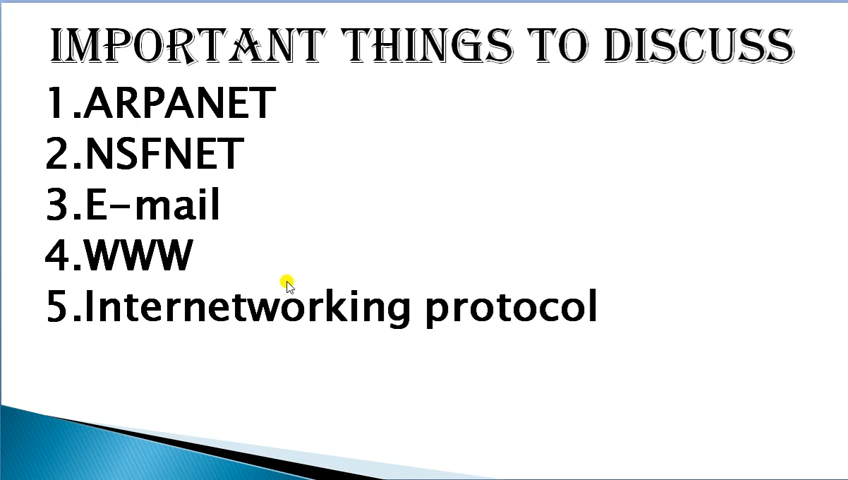 IMPORTANT THINGS TO DISCUSS
1.ARPANET
2.NSFNET
3.E-mail
4.WWW
5.Internetworking protocol